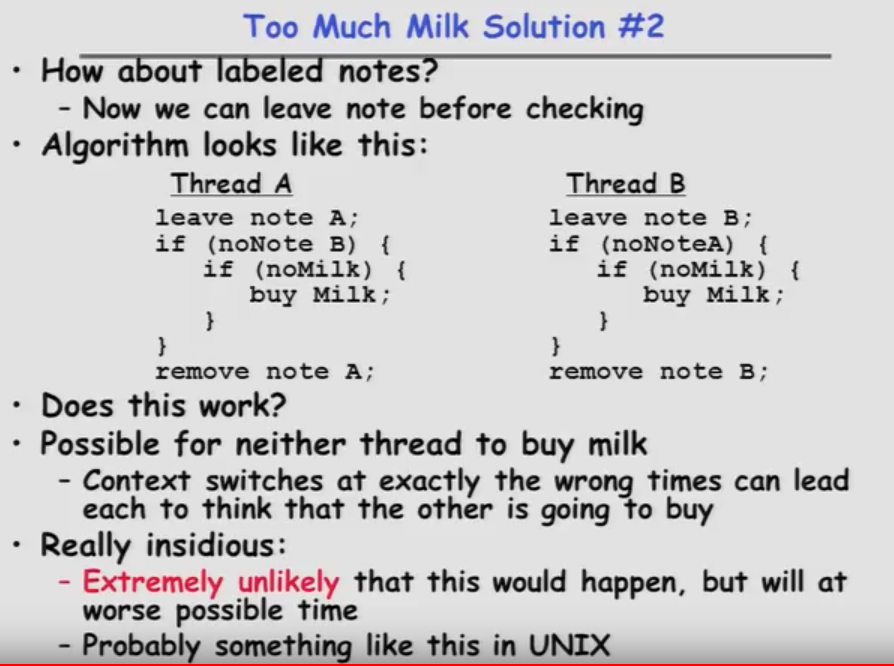 Too Much Milk Solution #2
• How about labeled notes?
– Now we can leave note before checking
• Algorithm looks like this:
Thread A
leave note A;
if (noNote B) {
if (noMilk) {
buy Milk;
}
}
remove note A;
Thread B
leave note B;
if (noNoteA) {
if (noMilk) {
buy Milk;
}
}
remove note B;
• Does this work?
• Possible for neither thread to buy milk
– Context switches at exactly the wrong times can lead
each to think that the other is going to buy
• Really insidious:
– Extremely unlikely that this would happen, but will at
worse possible time
– Probably something like this in UNIX